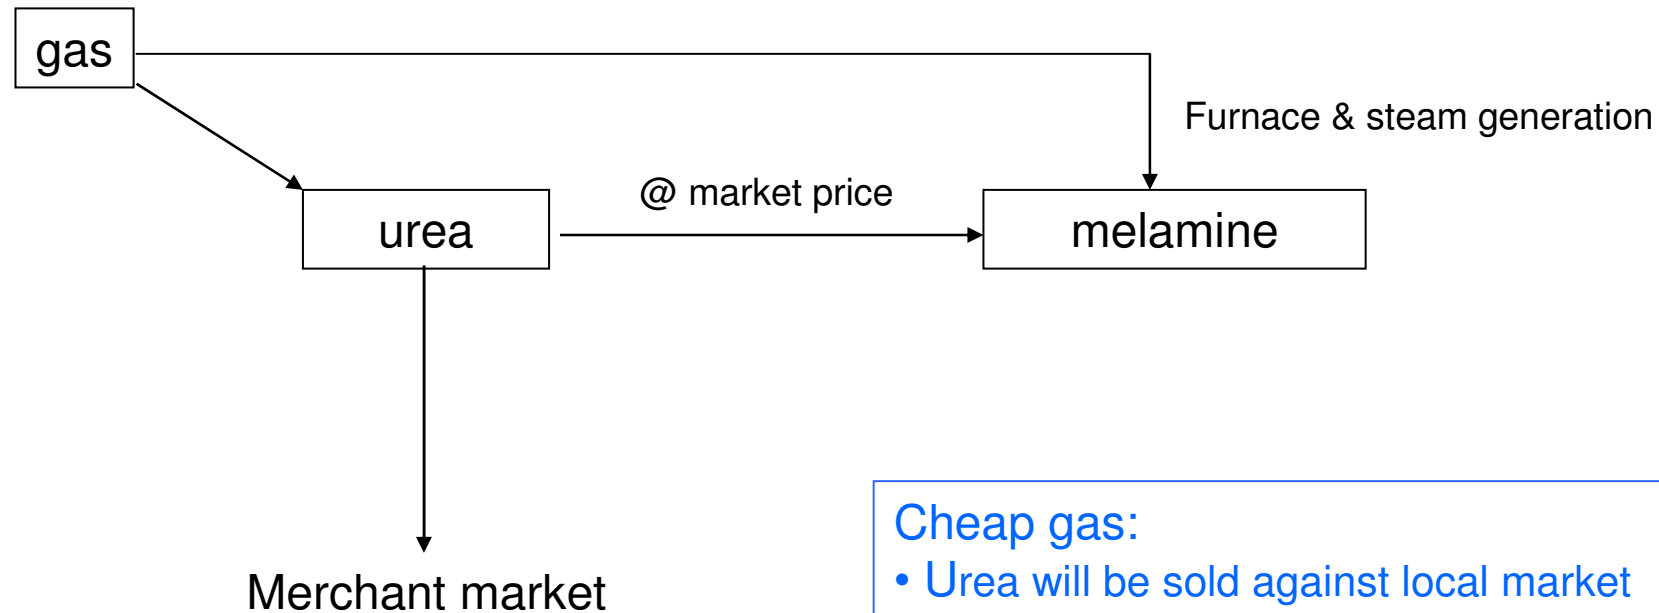 gas
Furnace & steam generation
@ market price
urea
melamine
Merchant market
Cheap gas:
• Urea will be sold against local market